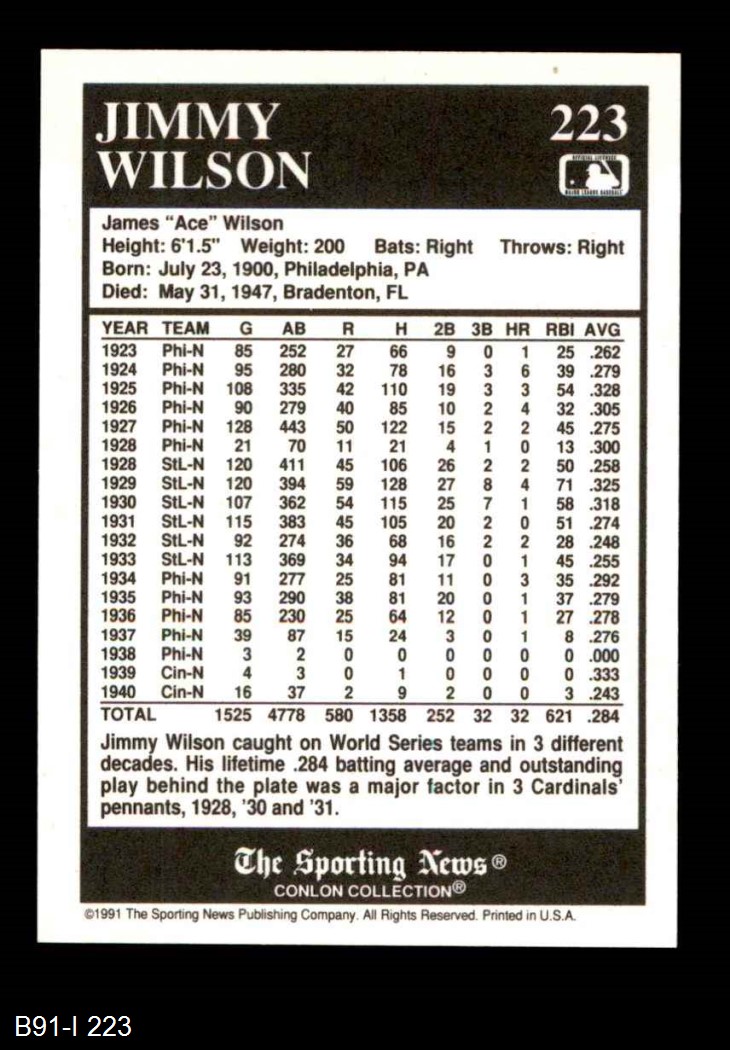 JIMMY 223
WILSON
James "Ace" Wilson
Height: 6'1.5" Weight: 200 Bats: Right Throws: Right
Born: July 23, 1900, Philadelphia, PA
Died: May 31, 1947, Bradenton, FL
YEAR TEAM G AB R H 2B 3B HR RBI AVG
1923 Phi-N 85 252 27 66 9 0 1 25 .262
1924 Phi-N 95 280 32 78 16 3 6 39 .279
1925 Phi-N 108 335 42 110 19 3 3 54 .328
1926 Phi-N 90 279 40 85 10 2 4 32 .305
1927 Phi-N 128 443 50 122 15 2 2 45 .275
1928 Phi-N 21 70 11 21 4 1 0 13 .300
1928 StL-N 120 411 45 106 26 2 2 50 .258
1929 StL-N 120 394 59 128 27 8 4 71 .325
1930 StL-N 107 362 54 115 25 7 1 58 .318
1931 StL-N 115 383 45 105 20 2 0 51 .274
1932 StL-N 92 274 36 68 16 2 2 28 .248
1933 StL-N 113 369 34 94 17 0 1 45 .255
1934 Phi-N 91 277 25 81 11 0 3 35 .292
1935 Phi-N 93 290 38 81 20 0 1 37 .279
1936 Phi-N 85 230 25 64 12 0 1 27 .278
1937 Phi-N 39 87 15 24 3 0 1 8 .276
1938 Phi-N 3 2 0 0 0 0 0 0 .000
1939 Cin-N 4 3 0 1 0 0 0 0 .333
1940 Cin-N 16 37 2 9 2 0 0 3 .243
TOTAL 1525 4778 580 1358 252 32 32 621 .284
Jimmy Wilson caught on World Series teams in 3 different
decades. His lifetime .284 batting average and outstanding
play behind the plate was a major factor in 3 Cardinals'
pennants, 1928, '30 and '31.
The Sporting News®
CONLON COLLECTION®
©1991 The Sporting News Publishing Company. All Rights Reserved. Printed in U.S.A.
B91-I 223